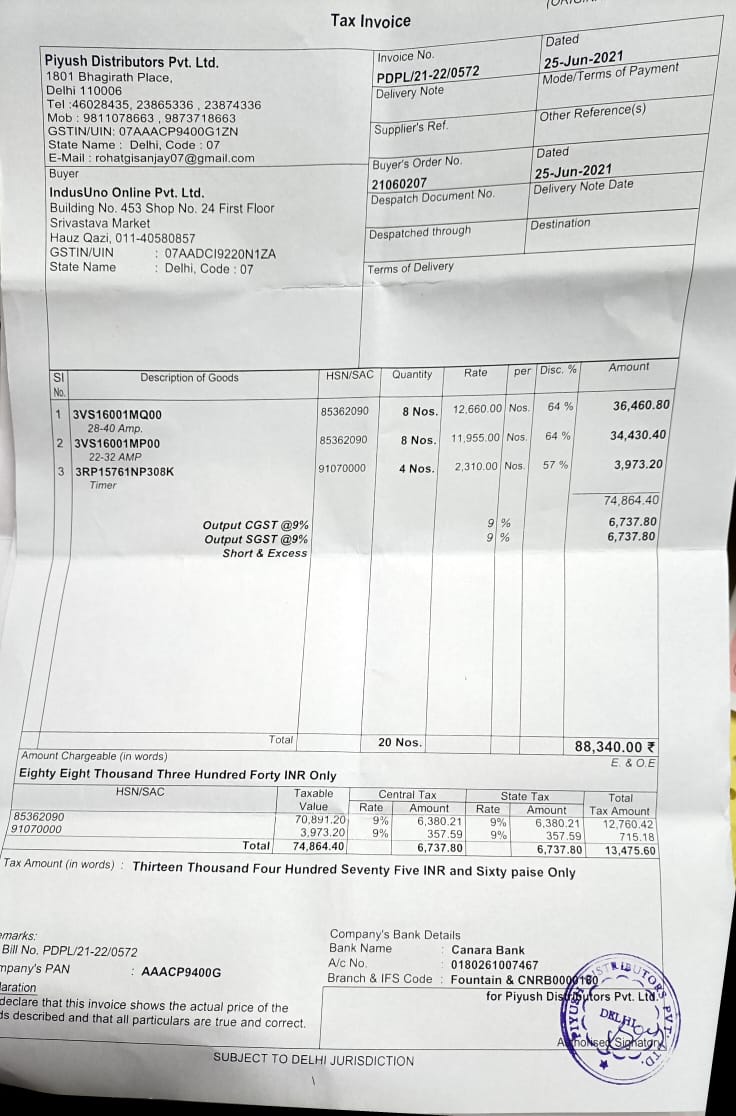 Tax Invoice
Piyush Distributors Pvt. Ltd.
1801 Bhagirath Place,
Delhi 110006
Tel :46028435, 23865336 , 23874336
Mob : 9811078663 , 9873718663
GSTIN/UIN: 07AAACP9400G1ZN
State Name : Delhi, Code : 07
E-Mail : rohatgisanjay07@gmail.com
Buyer
IndusUno Online Pvt. Ltd.
Building No. 453 Shop No. 24 First Floor
Srivastava Market
Hauz Qazi, 011-40580857
GSTIN/UIN : 07AADCI9220N1ZA
State Name : Delhi, Code : 07
Invoice No.
PDPL/21-22/0572
Dated
25-Jun-2021
Delivery Note
Mode/Terms of Payment
Supplier's Ref.
Other Reference(s)
Buyer's Order No.
21060207
Dated
25-Jun-2021
Despatch Document No.
Delivery Note Date
Despatched through
Destination
Terms of Delivery
Sl No. Description of Goods HSN/SAC Quantity Rate per Disc. % Amount
1 3VS16001MQ00 85362090 8 Nos. 12,660.00 Nos. 64 % 36,460.80
28-40 Amp.
2 3VS16001MP00 85362090 8 Nos. 11,955.00 Nos. 64 % 34,430.40
22-32 AMP
3 3RP15761NP308K 91070000 4 Nos. 2,310.00 Nos. 57 % 3,973.20
Timer
74,864.40
Output CGST @9% 9 % 6,737.80
Output SGST @9% 9 % 6,737.80
Short & Excess
Total 20 Nos. 88,340.00 ₹
Amount Chargeable (in words) E. & O.E
Eighty Eight Thousand Three Hundred Forty INR Only
HSN/SAC Taxable Value Central Tax State Tax Total Tax Amount
Rate Amount Rate Amount
85362090 70,891.20 9% 6,380.21 9% 6,380.21 12,760.42
91070000 3,973.20 9% 357.59 9% 357.59 715.18
Total 74,864.40 6,737.80 6,737.80 13,475.60
Tax Amount (in words) : Thirteen Thousand Four Hundred Seventy Five INR and Sixty paise Only
emarks:
Bill No. PDPL/21-22/0572
mpany's PAN : AAACP9400G
laration
declare that this invoice shows the actual price of the
ds described and that all particulars are true and correct.
Company's Bank Details
Bank Name : Canara Bank
A/c No. : 0180261007467
Branch & IFS Code : Fountain & CNRB0000180
for Piyush Distributors Pvt. Ltd.
Authorised Signatory
PIYUSH DISTRIBUTORS PVT. LTD.
DELHI
SUBJECT TO DELHI JURISDICTION